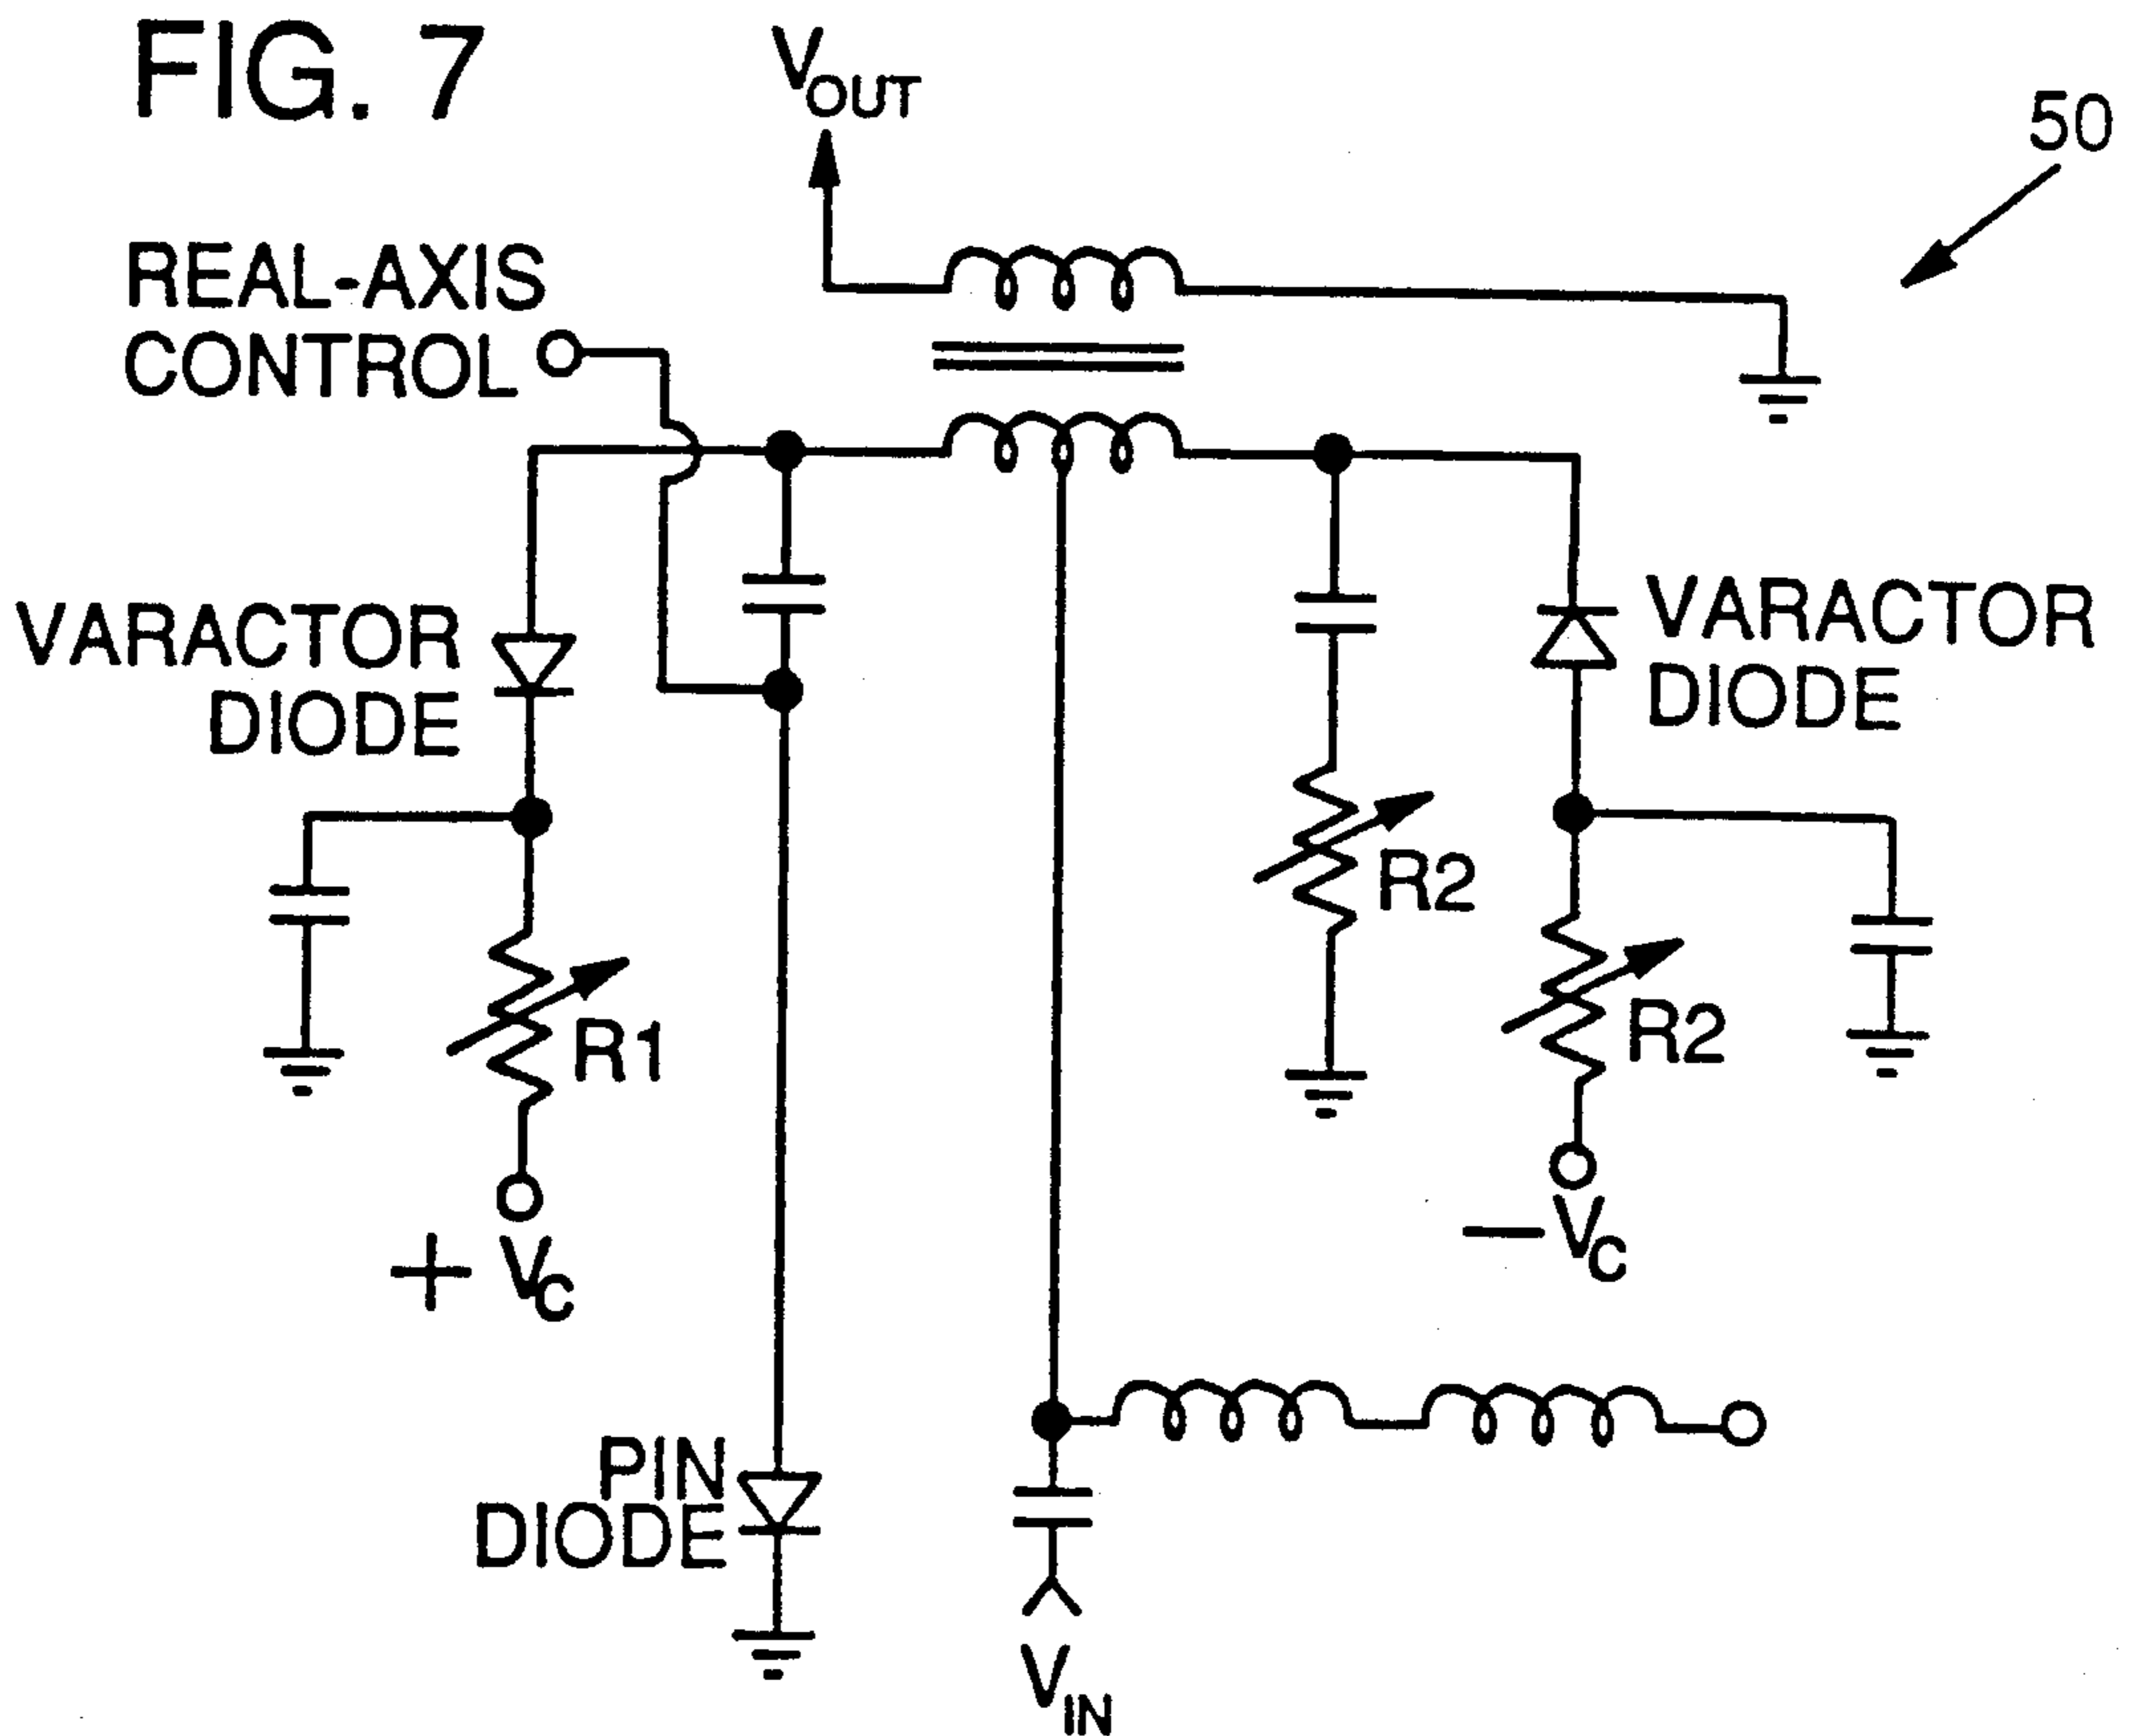 FIG. 7
VOUT
50
REAL-AXIS
CONTROL
VARACTOR
DIODE
VARACTOR
DIODE
R2
R1
R2
+ VC
— VC
PIN
DIODE
VIN